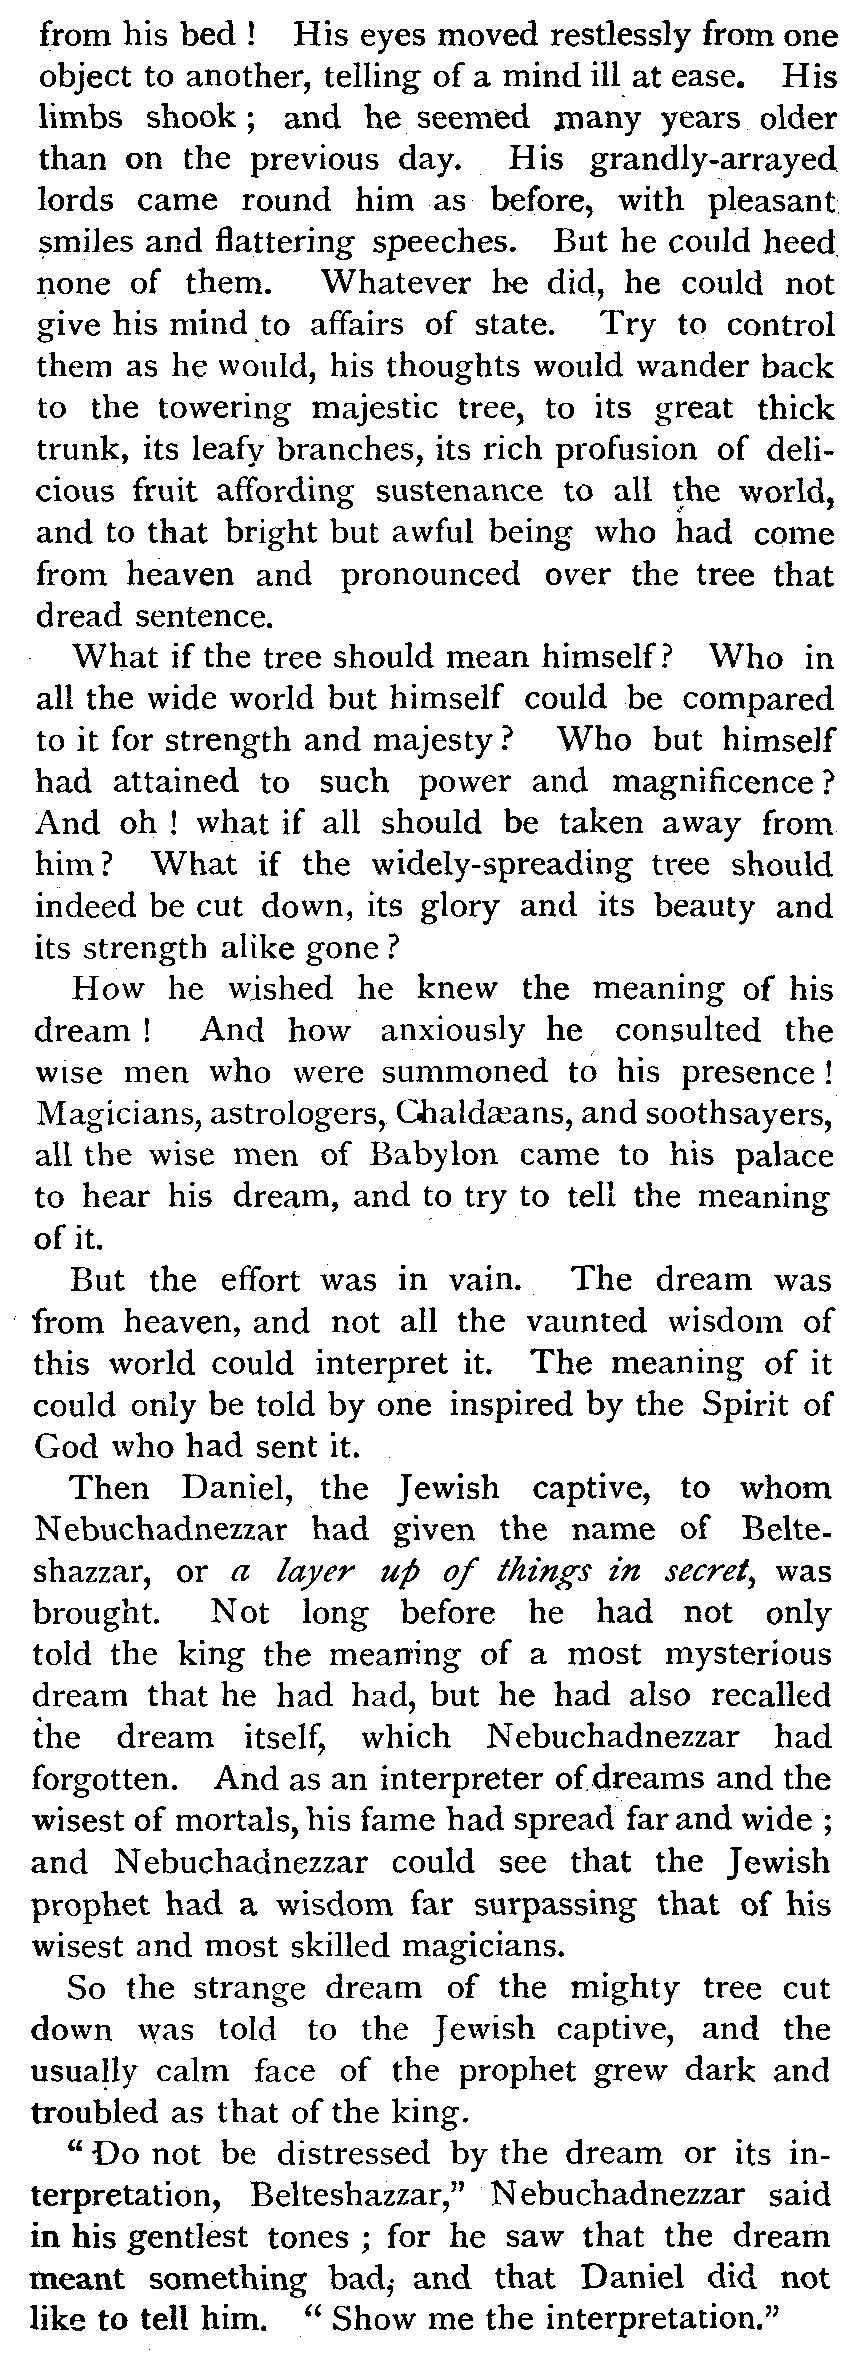 from his bed ! His eyes moved restlessly from one
object to another, telling of a mind ill at ease. His
limbs shook ; and he seemed many years older
than on the previous day. His grandly-arrayed
lords came round him as before, with pleasant
smiles and flattering speeches. But he could heed
none of them. Whatever he did, he could not
give his mind to affairs of state. Try to control
them as he would, his thoughts would wander back
to the towering majestic tree, to its great thick
trunk, its leafy branches, its rich profusion of deli-
cious fruit affording sustenance to all the world,
and to that bright but awful being who had come
from heaven and pronounced over the tree that
dread sentence.
What if the tree should mean himself? Who in
all the wide world but himself could be compared
to it for strength and majesty ? Who but himself
had attained to such power and magnificence ?
And oh ! what if all should be taken away from
him? What if the widely-spreading tree should
indeed be cut down, its glory and its beauty and
its strength alike gone ?
How he wished he knew the meaning of his
dream ! And how anxiously he consulted the
wise men who were summoned to his presence !
Magicians, astrologers, Chaldæans, and soothsayers,
all the wise men of Babylon came to his palace
to hear his dream, and to try to tell the meaning
of it.
But the effort was in vain. The dream was
from heaven, and not all the vaunted wisdom of
this world could interpret it. The meaning of it
could only be told by one inspired by the Spirit of
God who had sent it.
Then Daniel, the Jewish captive, to whom
Nebuchadnezzar had given the name of Belte-
shazzar, or a layer up of things in secret, was
brought. Not long before he had not only
told the king the meaning of a most mysterious
dream that he had had, but he had also recalled
the dream itself, which Nebuchadnezzar had
forgotten. And as an interpreter of dreams and the
wisest of mortals, his fame had spread far and wide ;
and Nebuchadnezzar could see that the Jewish
prophet had a wisdom far surpassing that of his
wisest and most skilled magicians.
So the strange dream of the mighty tree cut
down was told to the Jewish captive, and the
usually calm face of the prophet grew dark and
troubled as that of the king.
“ Do not be distressed by the dream or its in-
terpretation, Belteshazzar,” Nebuchadnezzar said
in his gentlest tones ; for he saw that the dream
meant something bad, and that Daniel did not
like to tell him. “ Show me the interpretation.”